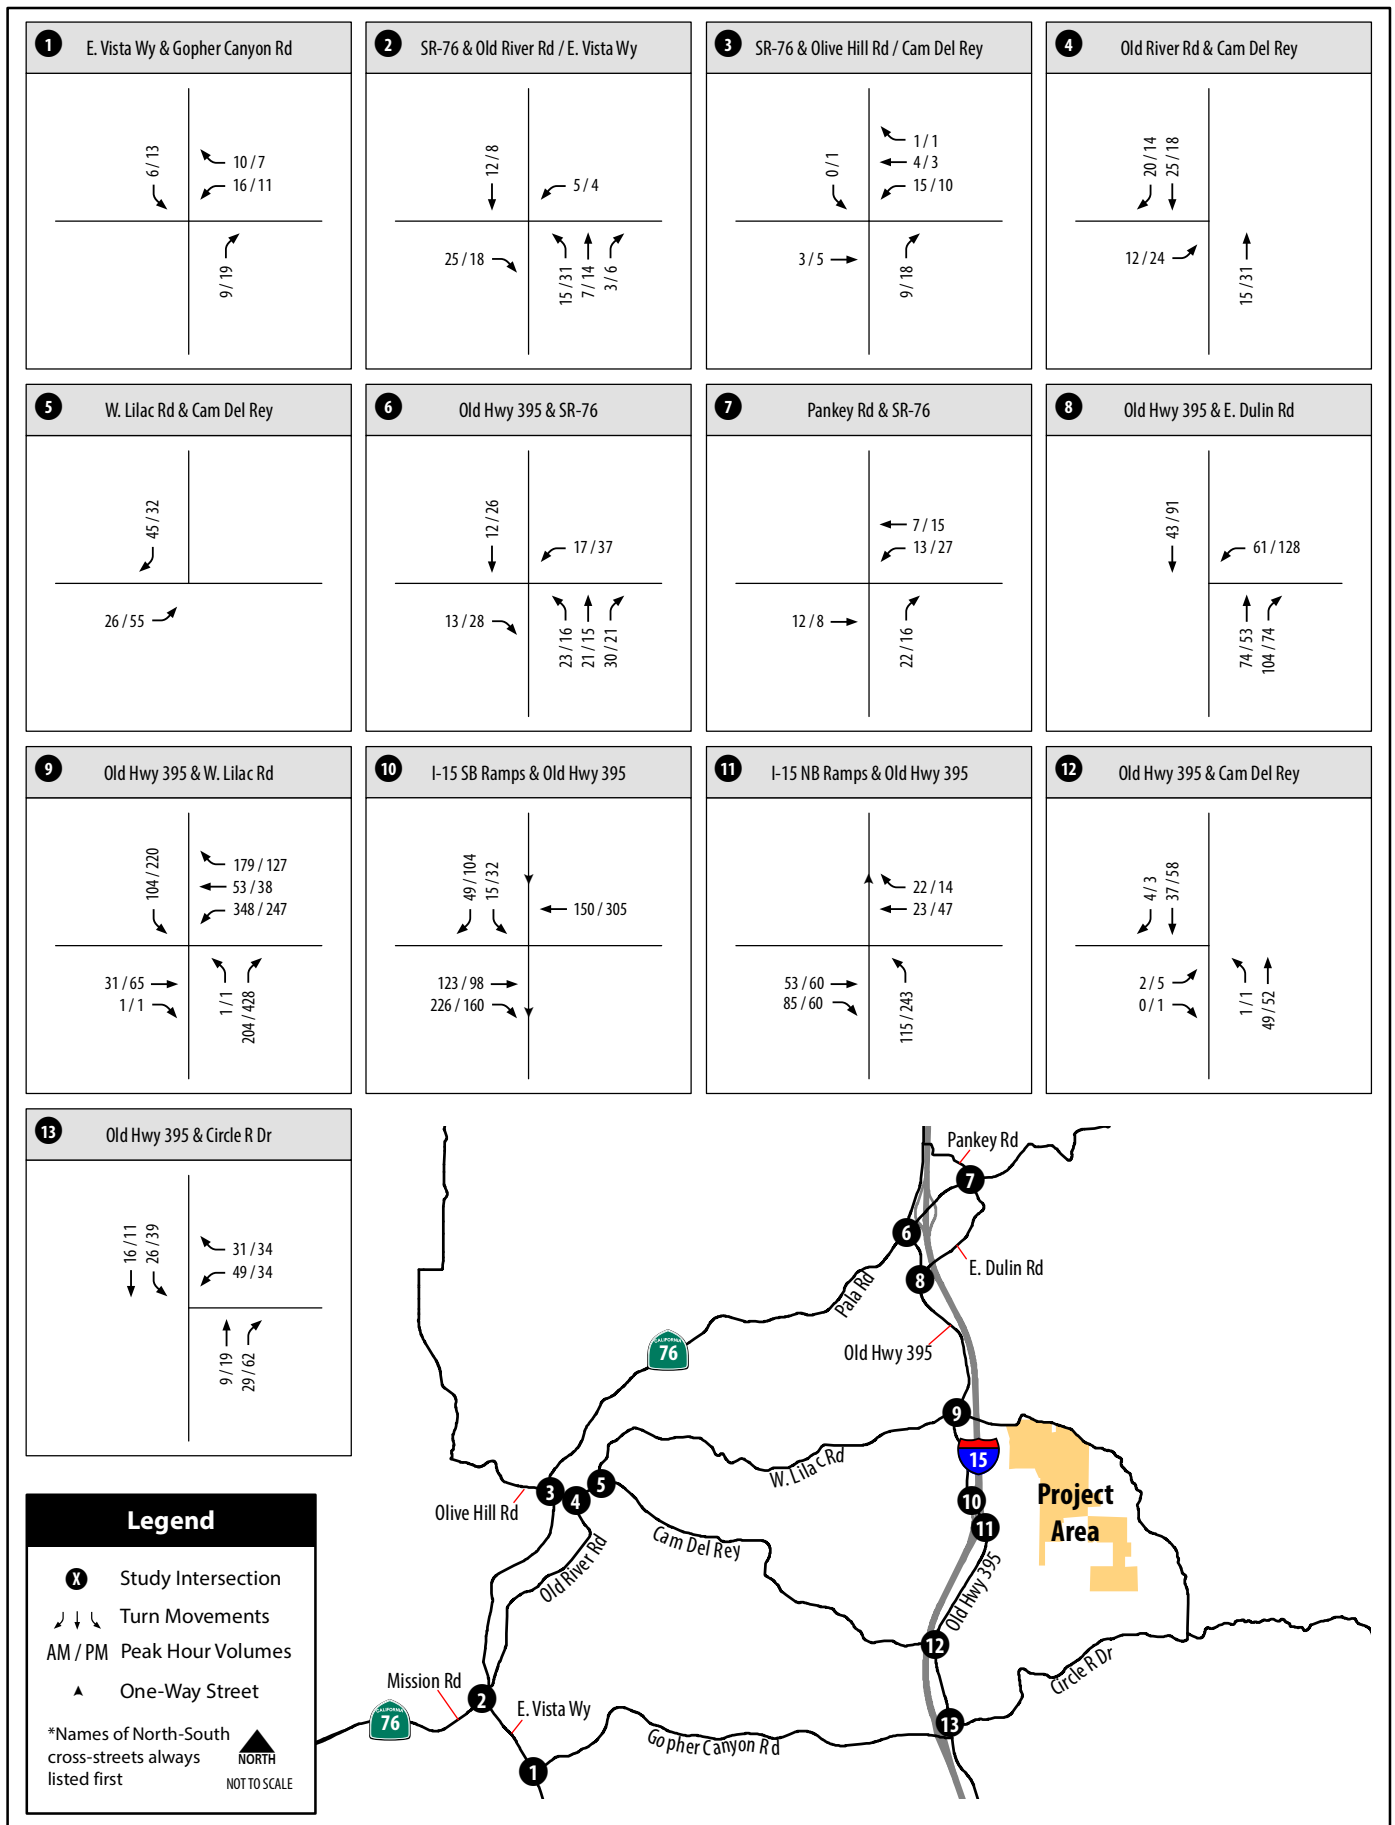 1 E. Vista Wy & Gopher Canyon Rd
6 / 13
10 / 7
16 / 11
9 / 19
2 SR-76 & Old River Rd / E. Vista Wy
12 / 8
5 / 4
25 / 18
15 / 31
7 / 14
3 / 6
3 SR-76 & Olive Hill Rd / Cam Del Rey
0 / 1
1 / 1
4 / 3
15 / 10
3 / 5
9 / 18
4 Old River Rd & Cam Del Rey
20 / 14
25 / 18
12 / 24
15 / 31
5 W. Lilac Rd & Cam Del Rey
45 / 32
26 / 55
6 Old Hwy 395 & SR-76
12 / 26
17 / 37
13 / 28
23 / 16
21 / 15
30 / 21
7 Pankey Rd & SR-76
7 / 15
13 / 27
12 / 8
22 / 16
8 Old Hwy 395 & E. Dulin Rd
43 / 91
61 / 128
74 / 53
104 / 74
9 Old Hwy 395 & W. Lilac Rd
104 / 220
179 / 127
53 / 38
348 / 247
31 / 65
1 / 1
1 / 1
204 / 428
10 I-15 SB Ramps & Old Hwy 395
49 / 104
15 / 32
150 / 305
123 / 98
226 / 160
11 I-15 NB Ramps & Old Hwy 395
22 / 14
23 / 47
53 / 60
85 / 60
115 / 243
12 Old Hwy 395 & Cam Del Rey
4 / 3
37 / 58
2 / 5
0 / 1
1 / 1
49 / 52
13 Old Hwy 395 & Circle R Dr
16 / 11
26 / 39
31 / 34
49 / 34
9 / 19
29 / 62
Pankey Rd
7
6
E. Dulin Rd
8
Pala Rd
CALIFORNIA
76
Old Hwy 395
9
W. Lilac Rd
15
Project
Area
10
11
3
4
5
Olive Hill Rd
Cam Del Rey
Old River Rd
Old Hwy 395
12
Circle R Dr
Mission Rd
2
E. Vista Wy
CALIFORNIA
76
13
Gopher Canyon Rd
1
Legend
X Study Intersection
Turn Movements
AM / PM Peak Hour Volumes
One-Way Street
*Names of North-South
cross-streets always
listed first
NORTH
NOT TO SCALE